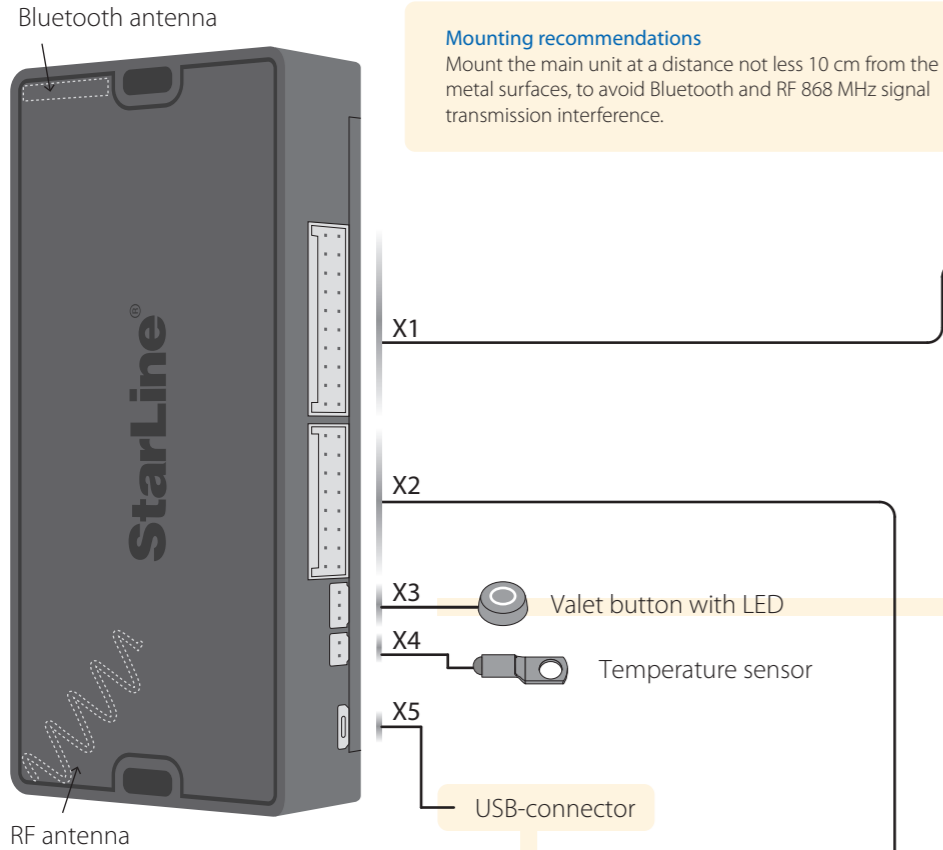 Bluetooth antenna
Mounting recommendations
Mount the main unit at a distance not less 10 cm from the
metal surfaces, to avoid Bluetooth and RF 868 MHz signal
transmission interference.
StarLine®
X1
X2
X3
Valet button with LED
X4
Temperature sensor
X5
USB-connector
RF antenna